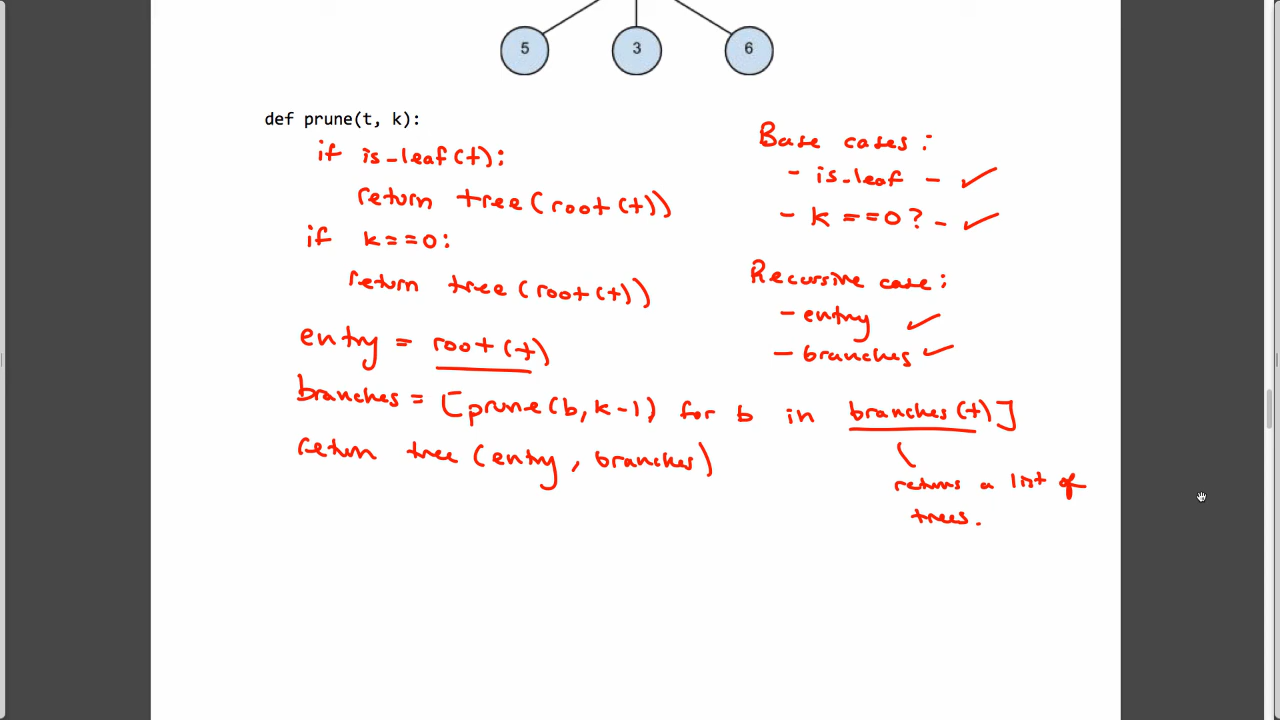 5 3 6
def prune(t, k):
if is_leaf(t):
return tree(root(t))
if k==0:
return tree(root(t))
entry = root(t)
branches = [prune(b, k-1) for b in branches(t)]
return tree(entry, branches)
Base cases:
- is_leaf -
- k ==0? -
Recursive case:
- entry
- branches
returns a list of
trees.